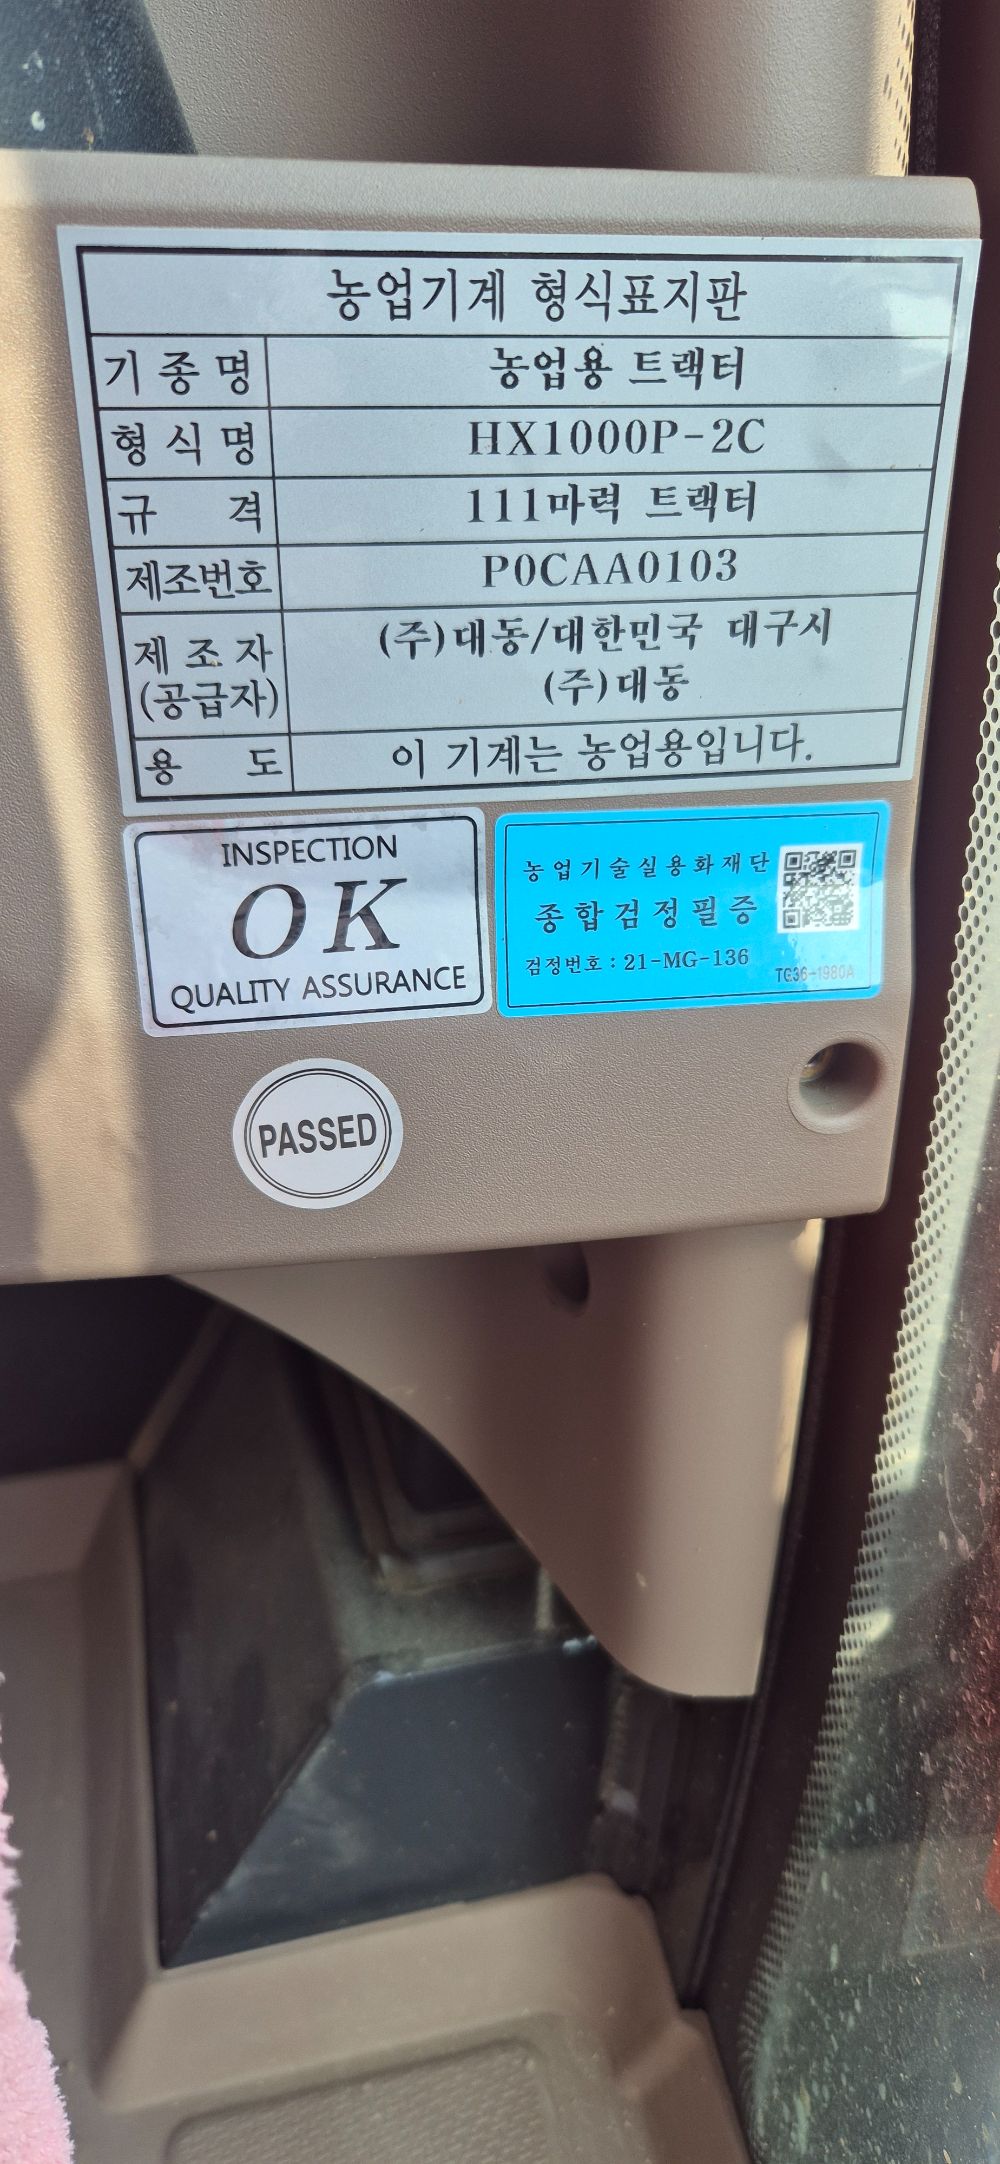 농업기계 형식표지판
기종명 농업용 트랙터
형식명 HX1000P-2C
규격 111마력 트랙터
제조번호 P0CAA0103
제조자 (주)대동/대한민국 대구시
(공급자) (주)대동
용도 이 기계는 농업용입니다.
INSPECTION
OK
QUALITY ASSURANCE
농업기술실용화재단
종합검정필증
검정번호 : 21-MG-136
TG36-1980A
PASSED